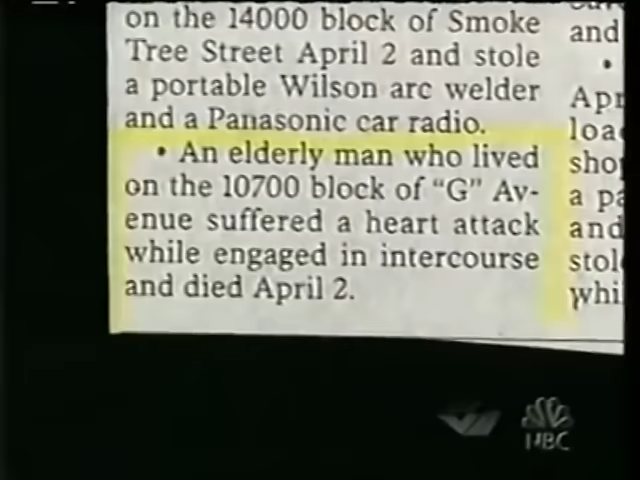 on the 14000 block of Smoke
Tree Street April 2 and stole
a portable Wilson arc welder
and a Panasonic car radio.
• An elderly man who lived
on the 10700 block of “G” Av-
enue suffered a heart attack
while engaged in intercourse
and died April 2.
and
•
a
and
NBC